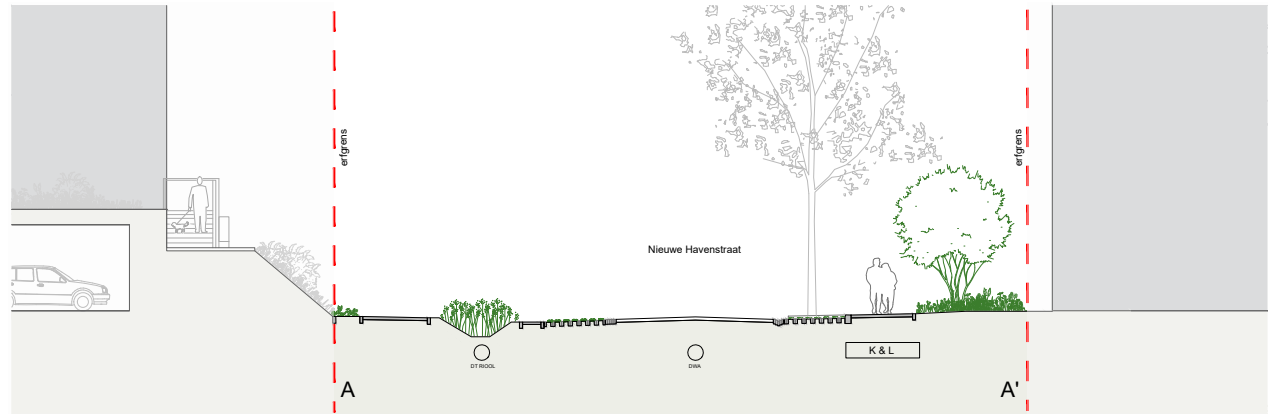 erfgrens
erfgrens
Nieuwe Havenstraat
K & L
DT RIOOL
DWA
A
A'